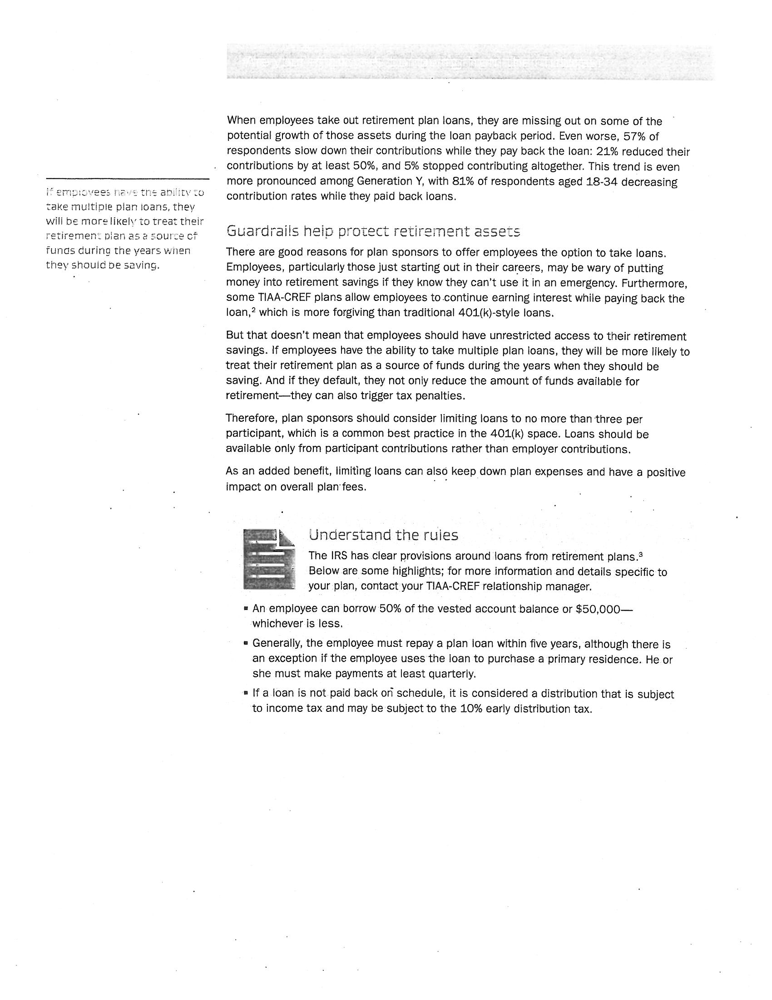 When employees take out retirement plan loans, they are missing out on some of the
potential growth of those assets during the loan payback period. Even worse, 57% of
respondents slow down their contributions while they pay back the loan: 21% reduced their
contributions by at least 50%, and 5% stopped contributing altogether. This trend is even
more pronounced among Generation Y, with 81% of respondents aged 18-34 decreasing
contribution rates while they paid back loans.
If employees have the ability to
take multiple plan loans, they
will be more likely to treat their
retirement plan as a source of
funds during the years when
they should be saving.
Guardrails help protect retirement assets
There are good reasons for plan sponsors to offer employees the option to take loans.
Employees, particularly those just starting out in their careers, may be wary of putting
money into retirement savings if they know they can't use it in an emergency. Furthermore,
some TIAA-CREF plans allow employees to continue earning interest while paying back the
loan,² which is more forgiving than traditional 401(k)-style loans.
But that doesn't mean that employees should have unrestricted access to their retirement
savings. If employees have the ability to take multiple plan loans, they will be more likely to
treat their retirement plan as a source of funds during the years when they should be
saving. And if they default, they not only reduce the amount of funds available for
retirement—they can also trigger tax penalties.
Therefore, plan sponsors should consider limiting loans to no more than three per
participant, which is a common best practice in the 401(k) space. Loans should be
available only from participant contributions rather than employer contributions.
As an added benefit, limiting loans can also keep down plan expenses and have a positive
impact on overall plan fees.
Understand the rules
The IRS has clear provisions around loans from retirement plans.³
Below are some highlights; for more information and details specific to
your plan, contact your TIAA-CREF relationship manager.
▪ An employee can borrow 50% of the vested account balance or $50,000—
whichever is less.
▪ Generally, the employee must repay a plan loan within five years, although there is
an exception if the employee uses the loan to purchase a primary residence. He or
she must make payments at least quarterly.
▪ If a loan is not paid back on schedule, it is considered a distribution that is subject
to income tax and may be subject to the 10% early distribution tax.